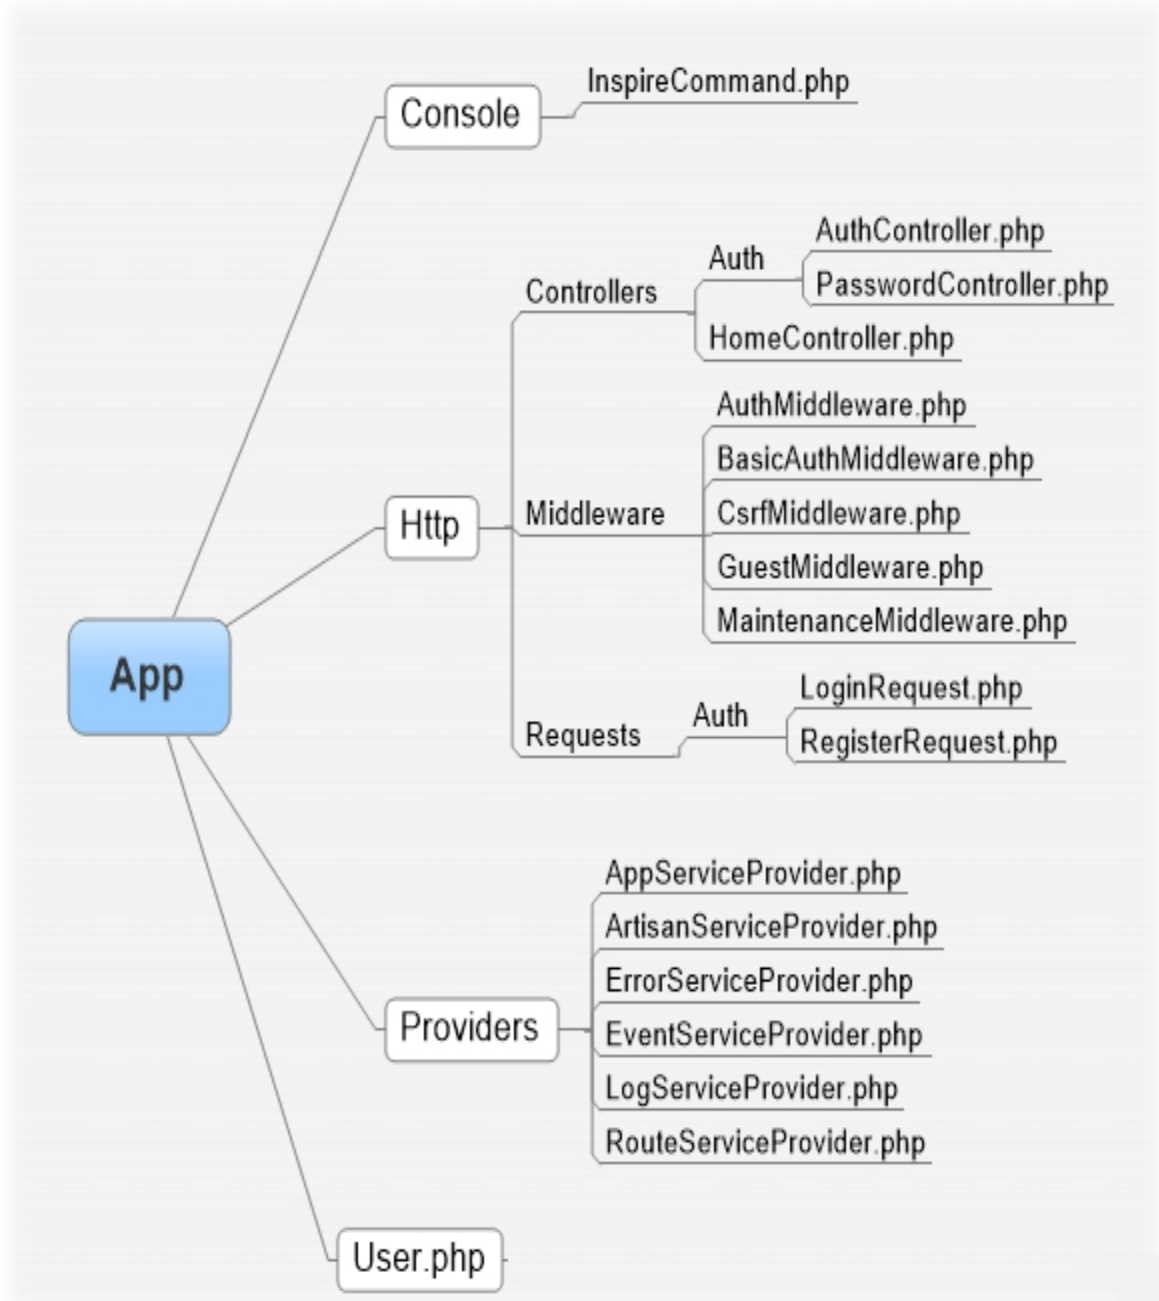 App
Console
InspireCommand.php
Http
Controllers
Auth
AuthController.php
PasswordController.php
HomeController.php
Middleware
AuthMiddleware.php
BasicAuthMiddleware.php
CsrfMiddleware.php
GuestMiddleware.php
MaintenanceMiddleware.php
Requests
Auth
LoginRequest.php
RegisterRequest.php
Providers
AppServiceProvider.php
ArtisanServiceProvider.php
ErrorServiceProvider.php
EventServiceProvider.php
LogServiceProvider.php
RouteServiceProvider.php
User.php